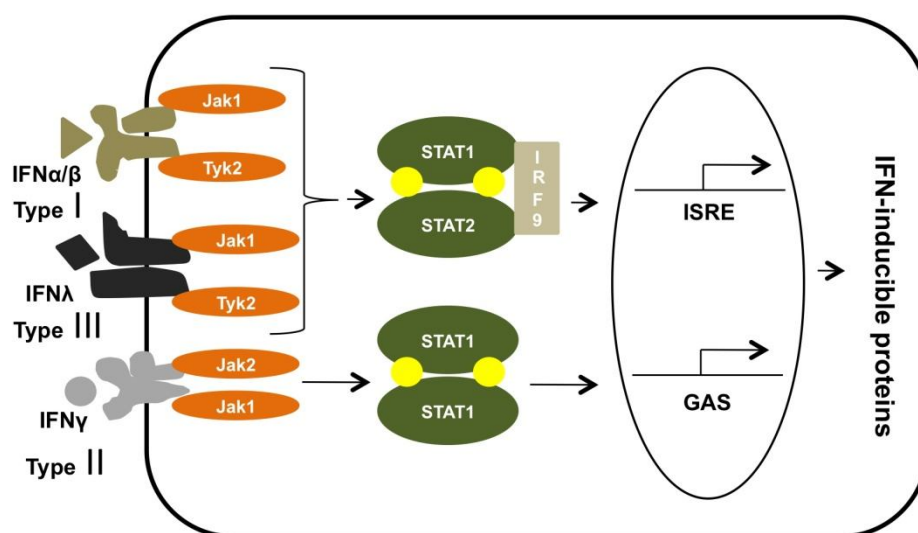 Jak1
Tyk2
IFNα/β
Type I
Jak1
Tyk2
IFNλ
Type III
Jak2
Jak1
IFNγ
Type II
STAT1
STAT2
IRF9
STAT1
STAT1
ISRE
GAS
IFN-inducible proteins